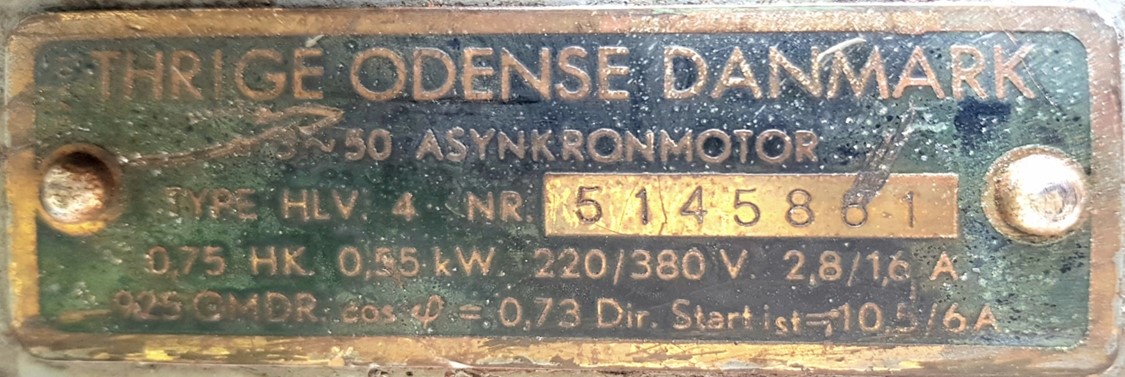 THRIGE ODENSE DANMARK
3~50 ASYNKRONMOTOR
TYPE HLV. 4 NR. 5145861
0,75 HK. 0,55 kW. 220/380 V. 2,8/1,6 A.
925 OMDR. cos φ = 0,73 Dir. Start ist = 10,5/6A